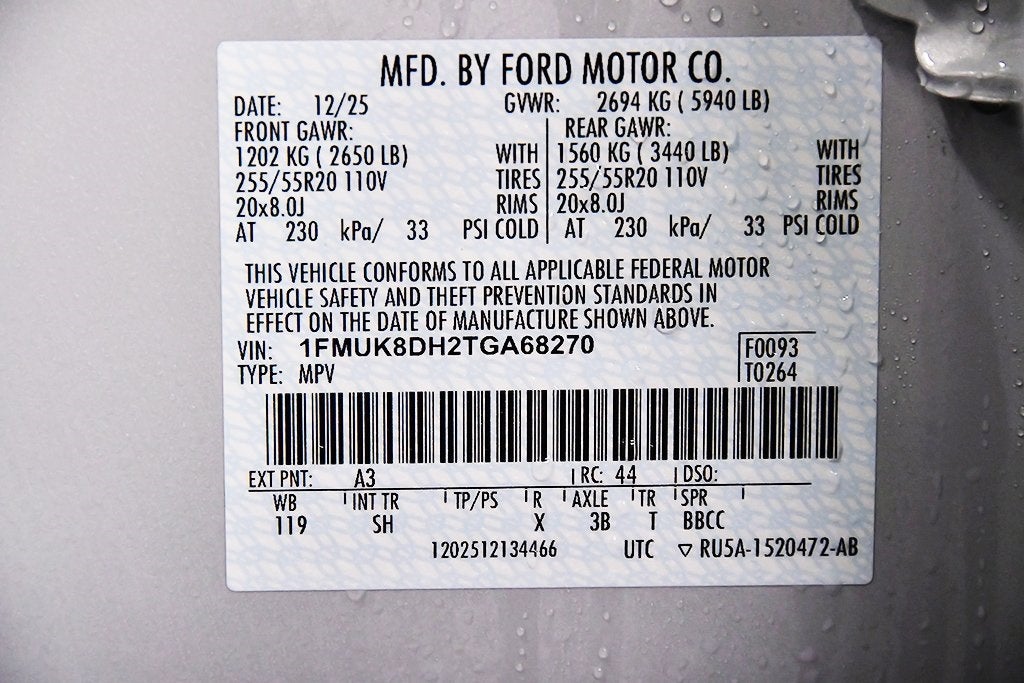 MFD. BY FORD MOTOR CO.
DATE: 12/25 GVWR: 2694 KG ( 5940 LB)
FRONT GAWR: REAR GAWR:
1202 KG ( 2650 LB) WITH 1560 KG ( 3440 LB) WITH
255/55R20 110V TIRES 255/55R20 110V TIRES
20x8.0J RIMS 20x8.0J RIMS
AT 230 kPa/ 33 PSI COLD AT 230 kPa/ 33 PSI COLD
THIS VEHICLE CONFORMS TO ALL APPLICABLE FEDERAL MOTOR
VEHICLE SAFETY AND THEFT PREVENTION STANDARDS IN
EFFECT ON THE DATE OF MANUFACTURE SHOWN ABOVE.
VIN: 1FMUK8DH2TGA68270 F0093
TYPE: MPV T0264
EXT PNT: A3 RC: 44 DSO:
WB INT TR TP/PS R AXLE TR SPR
119 SH X 3B T BBCC
1202512134466 UTC ▽ RU5A-1520472-AB